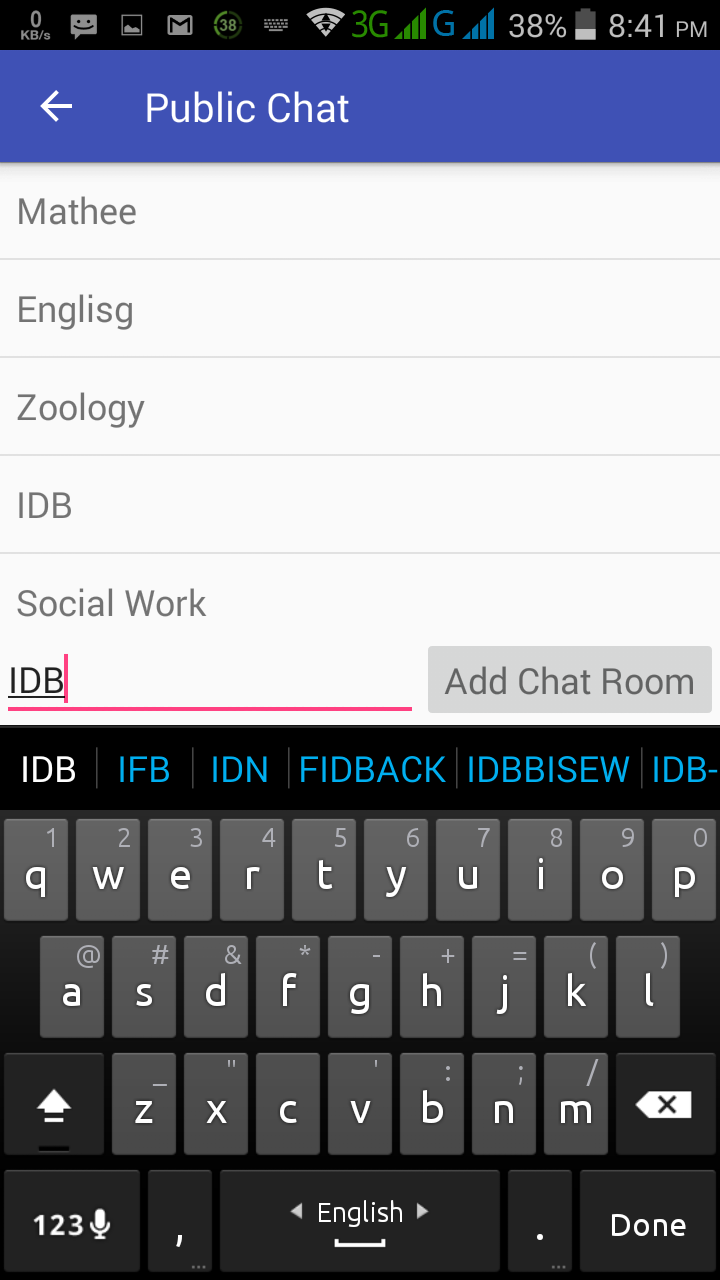 0 KB/s 38 3G G 38% 8:41 PM
Public Chat
Mathee
Englisg
Zoology
IDB
Social Work
IDB Add Chat Room
IDB IFB IDN FIDBACK IDBBISEW IDB-
1 2 3 4 5 6 7 8 9 0
q w e r t y u i o p
@ # & * - + = ( )
a s d f g h j k l
_ " ' : ; /
z x c v b n m
123 , English . Done